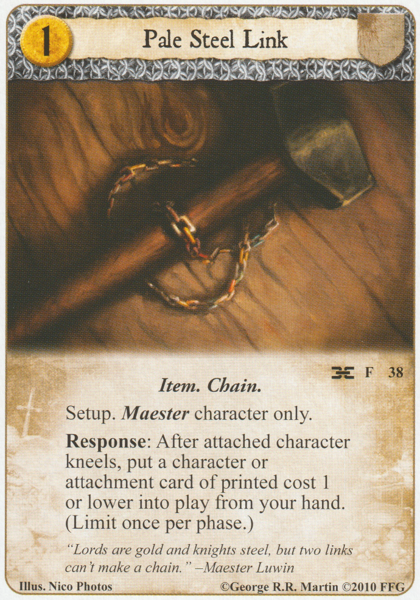 1
Pale Steel Link
F 38
Item. Chain.
Setup. Maester character only.
Response: After attached character
kneels, put a character or
attachment card of printed cost 1
or lower into play from your hand.
(Limit once per phase.)
“Lords are gold and knights steel, but two links
can’t make a chain.” –Maester Luwin
Illus. Nico Photos ©George R.R. Martin ©2010 FFG